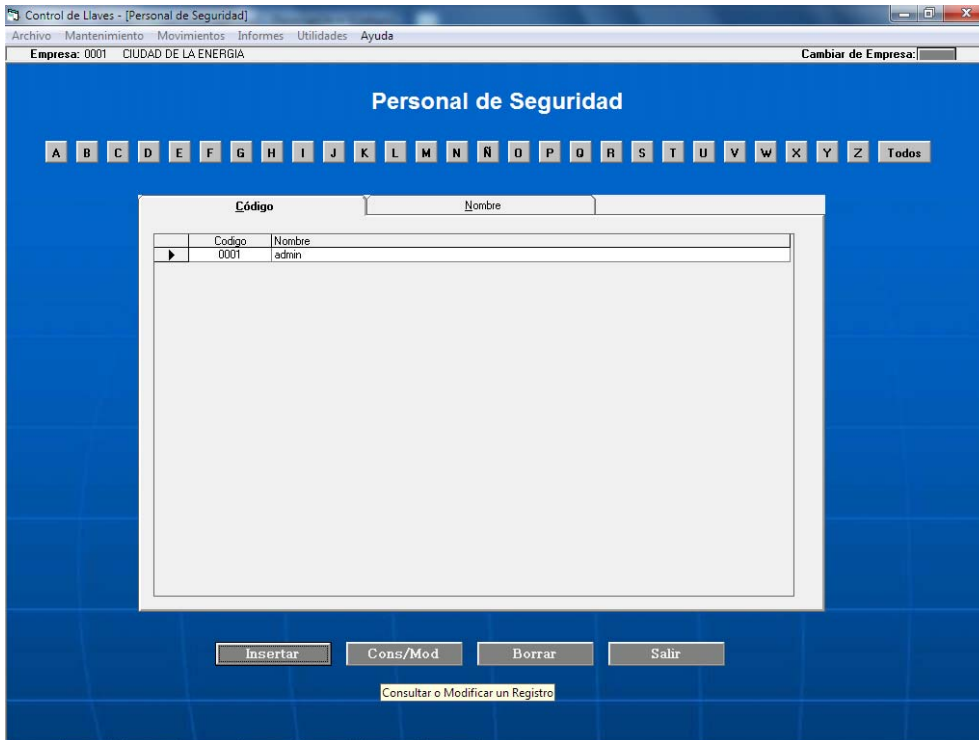 Control de Llaves - [Personal de Seguridad]
Archivo Mantenimiento Movimientos Informes Utilidades Ayuda
Empresa: 0001 CIUDAD DE LA ENERGIA Cambiar de Empresa:
Personal de Seguridad
A B C D E F G H I J K L M N Ñ O P Q R S T U V W X Y Z Todos
Código Nombre
Codigo Nombre
0001 admin
Insertar Cons/Mod Borrar Salir
Consultar o Modificar un Registro